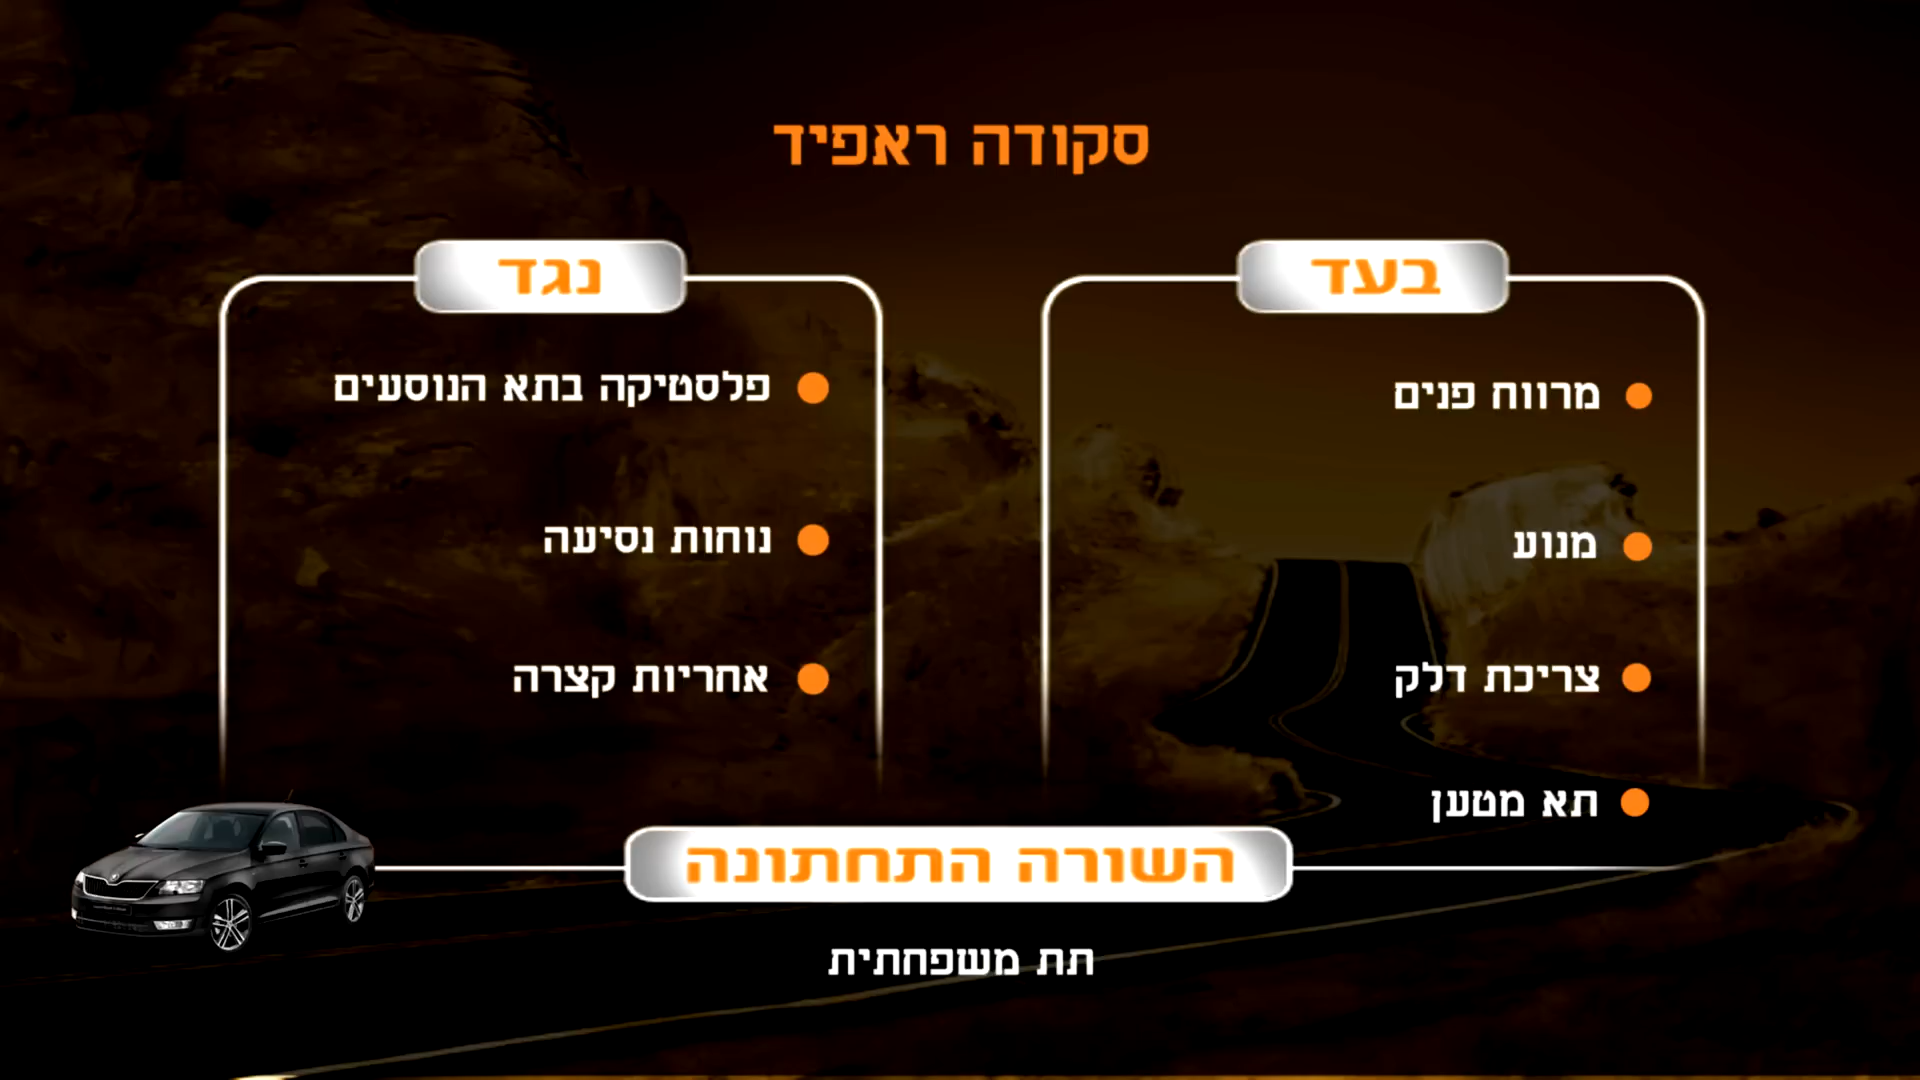 סקודה ראפיד
בעד
מרווח פנים
מנוע
צריכת דלק
תא מטען
נגד
פלסטיקה בתא הנוסעים
נוחות נסיעה
אחריות קצרה
השורה התחתונה
תת משפחתית